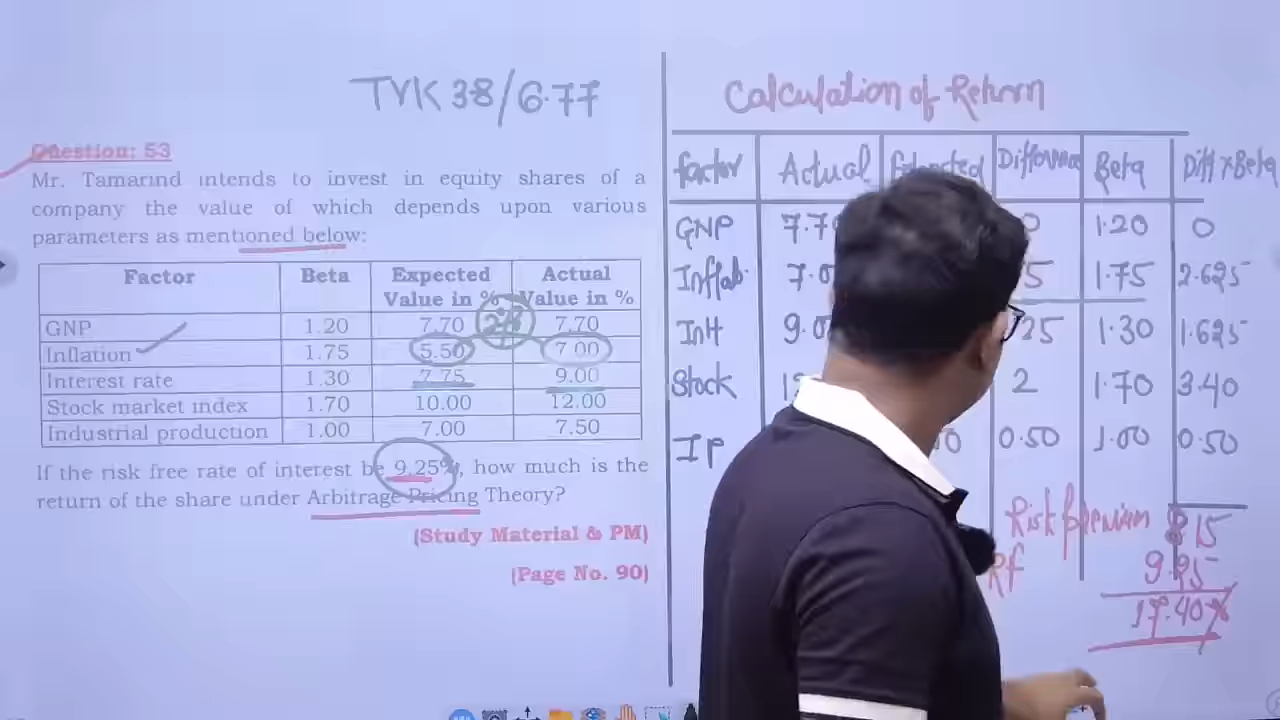 TYK 38/6.77
Question: 53
Mr. Tamarind intends to invest in equity shares of a
company the value of which depends upon various
parameters as mentioned below:
Factor Beta Expected Value in % Actual Value in %
GNP 1.20 7.70 7.70
Inflation 1.75 5.50 7.00
Interest rate 1.30 7.75 9.00
Stock market index 1.70 10.00 12.00
Industrial production 1.00 7.00 7.50
If the risk free rate of interest be 9.25%, how much is the
return of the share under Arbitrage Pricing Theory?
(Study Material & PM)
(Page No. 90)
Calculation of Return
Factor Actual Difference Beta Diff x Beta
GNP 1.20 0
1.75 2.625
Int 1.30 1.625
Stock 2 1.70 3.40
IP 0.50 1.00 0.50
Risk Premium 8.15
Rf 9.25
17.40%